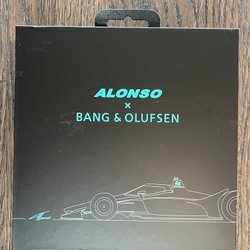 ALONSO
×
BANG & OLUFSEN